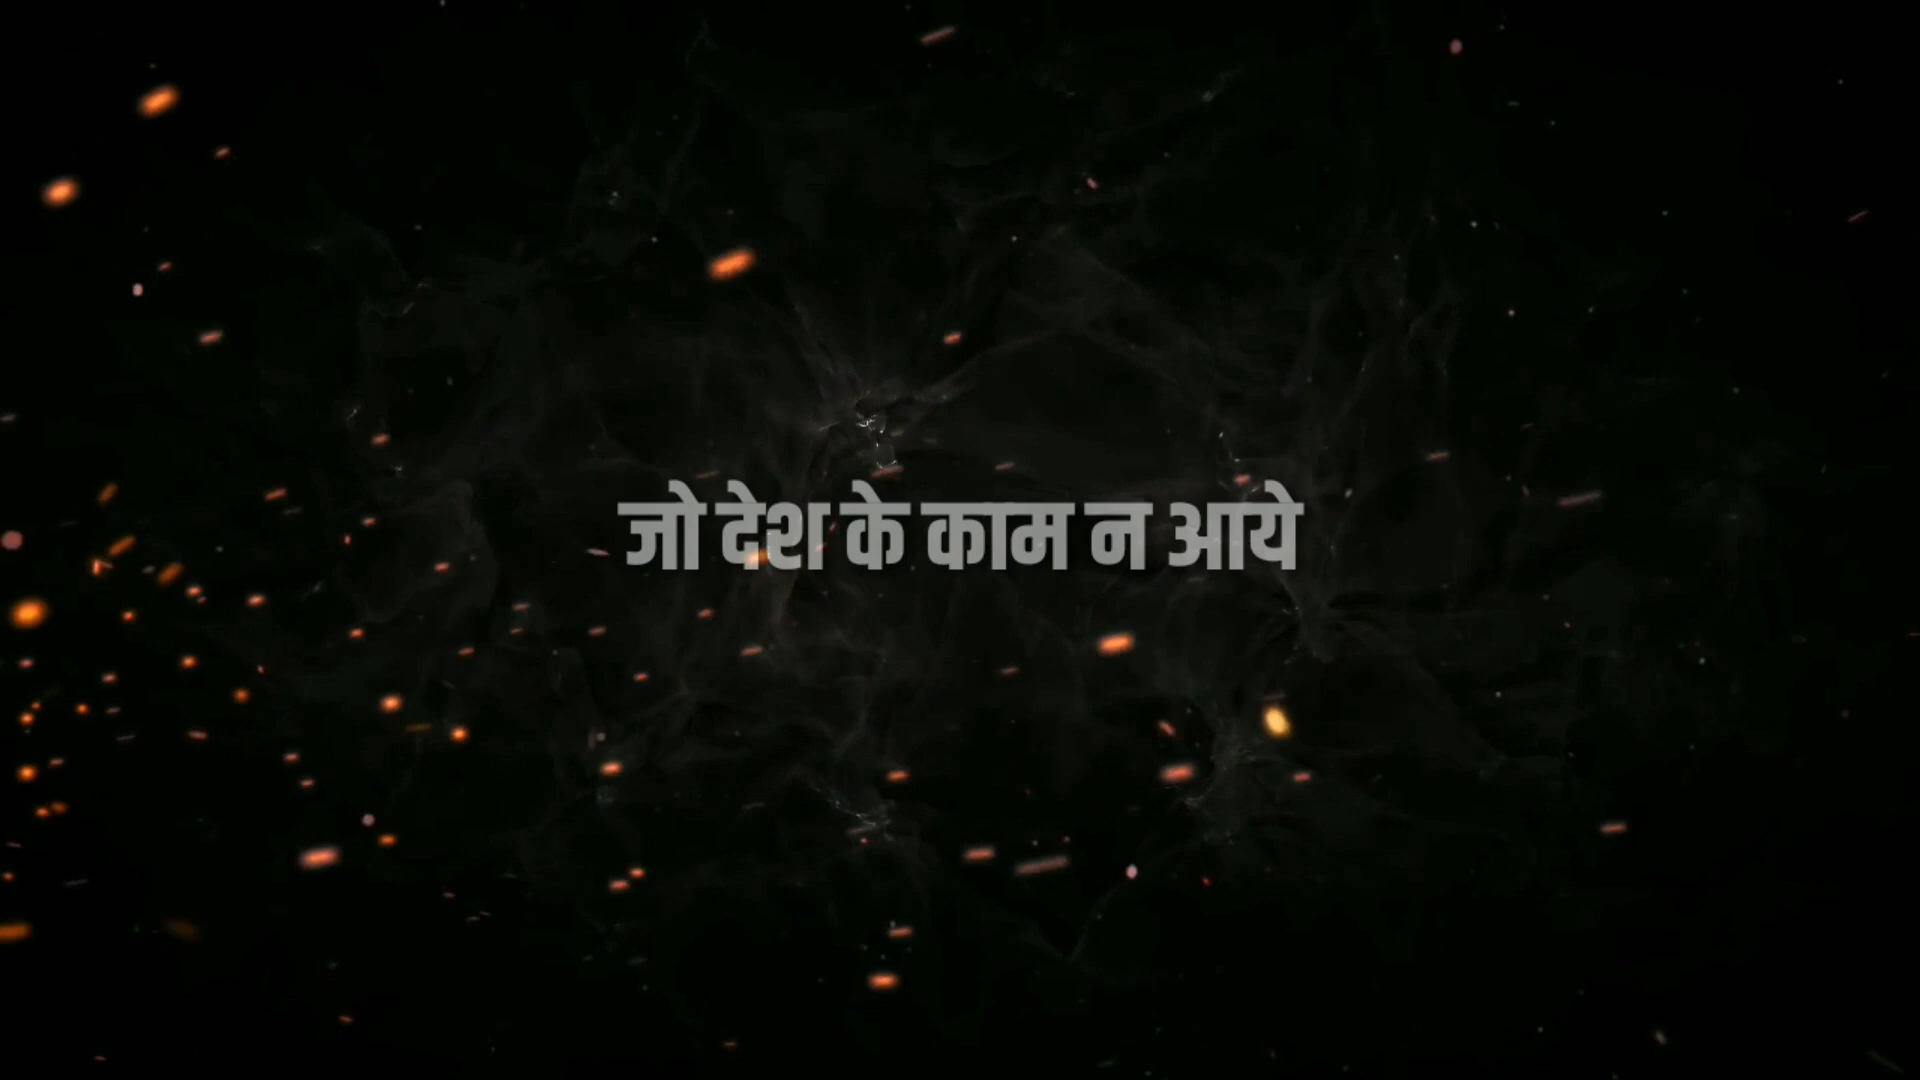 जो देश के काम न आये